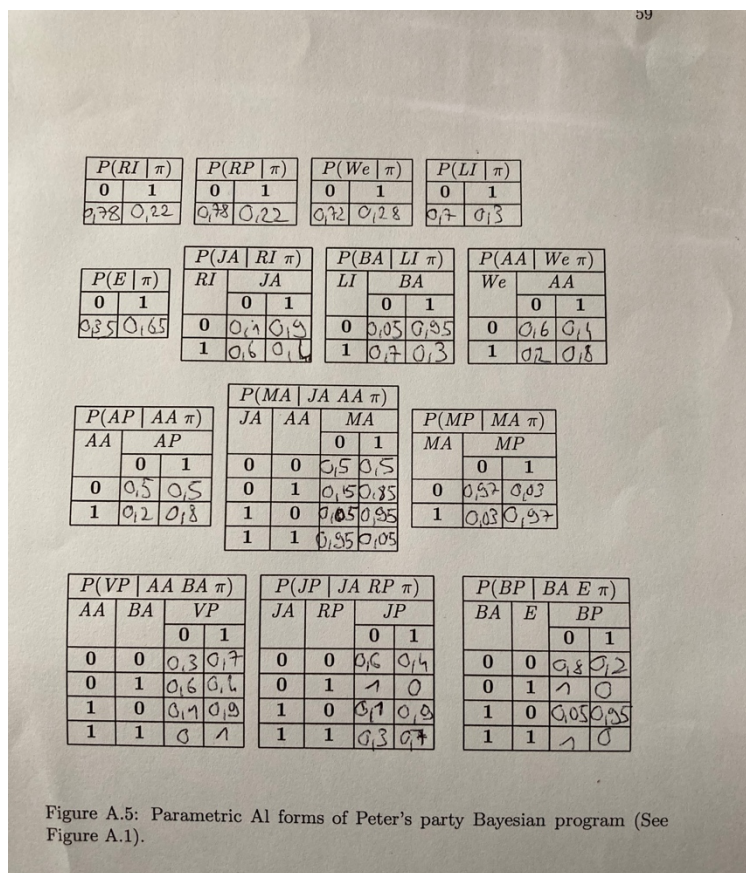 59
P(RI | π) P(RP | π) P(We | π) P(LI | π)
0 1 0 1 0 1 0 1
0,78 0,22 0,78 0,22 0,72 0,28 0,7 0,3
P(JA | RI π) P(BA | LI π) P(AA | We π)
P(E | π) RI JA LI BA We AA
0 1 0 1 0 1 0 1
0,35 0,65 0 0,1 0,9 0 0,05 0,95 0 0,6 0,4
1 0,6 0,4 1 0,7 0,3 1 0,2 0,8
P(MA | JA AA π)
P(AP | AA π) JA AA MA P(MP | MA π)
AA AP 0 1 MA MP
0 1 0 0 0,5 0,5 0 1
0 0,5 0,5 0 1 0,15 0,85 0 0,97 0,03
1 0,2 0,8 1 0 0,05 0,95 1 0,03 0,97
1 1 0,95 0,05
P(VP | AA BA π) P(JP | JA RP π) P(BP | BA E π)
AA BA VP JA RP JP BA E BP
0 1 0 1 0 1
0 0 0,3 0,7 0 0 0,6 0,4 0 0 0,8 0,2
0 1 0,6 0,4 0 1 1 0 0 1 1 0
1 0 0,1 0,9 1 0 0,1 0,9 1 0 0,05 0,95
1 1 0 1 1 1 0,3 0,7 1 1 1 0
Figure A.5: Parametric Al forms of Peter's party Bayesian program (See
Figure A.1).